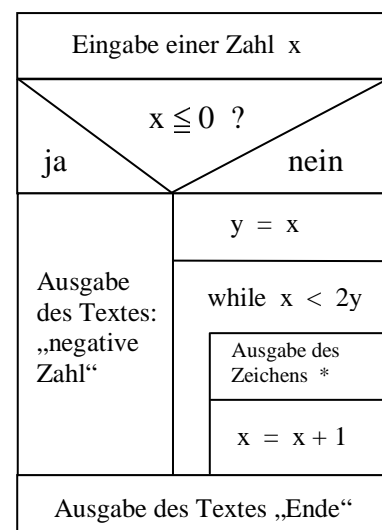 Eingabe einer Zahl x
x ≦ 0 ?
ja
nein
Ausgabe
des Textes:
„negative
Zahl“
y = x
while x < 2y
Ausgabe des
Zeichens *
x = x + 1
Ausgabe des Textes „Ende“